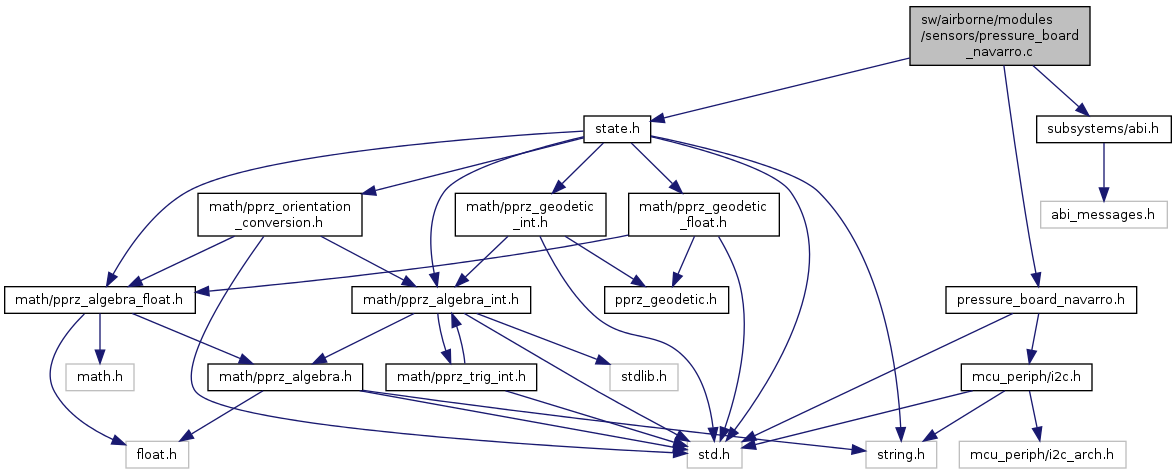 sw/airborne/modules
/sensors/pressure_board
_navarro.c
state.h
subsystems/abi.h
math/pprz_orientation
_conversion.h
math/pprz_geodetic
_int.h
math/pprz_geodetic
_float.h
abi_messages.h
math/pprz_algebra_float.h
math/pprz_algebra_int.h
pprz_geodetic.h
pressure_board_navarro.h
math.h
math/pprz_algebra.h
math/pprz_trig_int.h
stdlib.h
mcu_periph/i2c.h
float.h
std.h
string.h
mcu_periph/i2c_arch.h